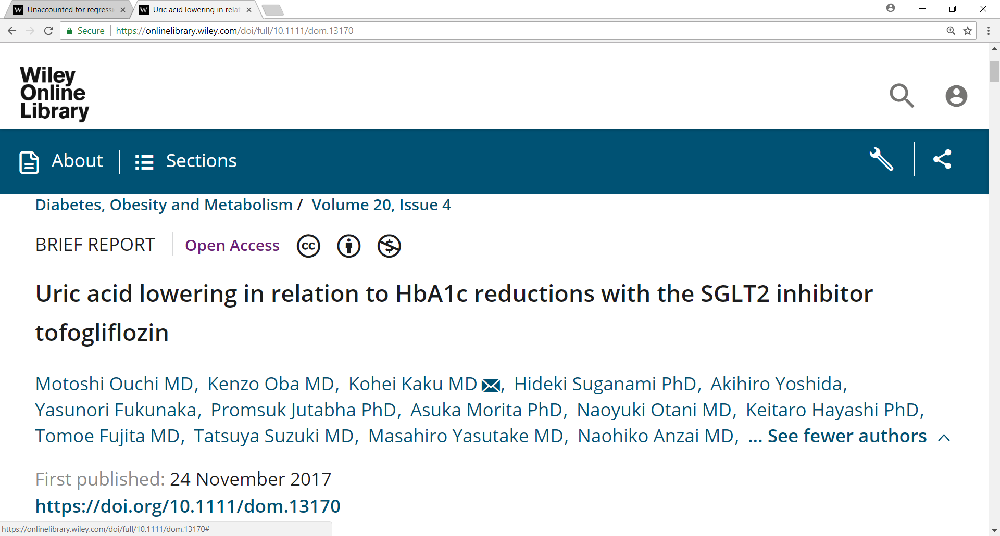 Unaccounted for regressi
Uric acid lowering in relat
Secure
https://onlinelibrary.wiley.com/doi/full/10.1111/dom.13170
Wiley
Online
Library
About
Sections
Diabetes, Obesity and Metabolism / Volume 20, Issue 4
BRIEF REPORT
Open Access
cc
Uric acid lowering in relation to HbA1c reductions with the SGLT2 inhibitor
tofogliflozin
Motoshi Ouchi MD, Kenzo Oba MD, Kohei Kaku MD, Hideki Suganami PhD, Akihiro Yoshida,
Yasunori Fukunaka, Promsuk Jutabha PhD, Asuka Morita PhD, Naoyuki Otani MD, Keitaro Hayashi PhD,
Tomoe Fujita MD, Tatsuya Suzuki MD, Masahiro Yasutake MD, Naohiko Anzai MD, ... See fewer authors
First published: 24 November 2017
https://doi.org/10.1111/dom.13170
https://onlinelibrary.wiley.com/doi/full/10.1111/dom.13170#